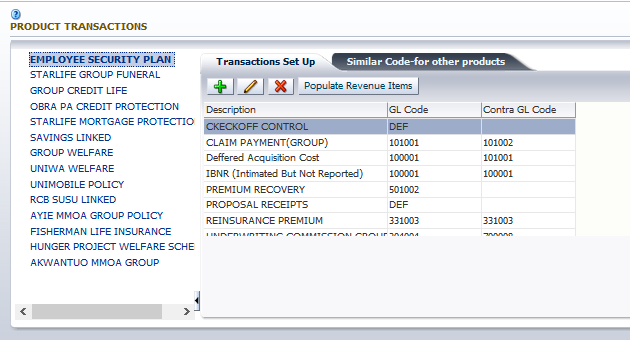 PRODUCT TRANSACTIONS
EMPLOYEE SECURITY PLAN
STARLIFE GROUP FUNERAL
GROUP CREDIT LIFE
OBRA PA CREDIT PROTECTION
STARLIFE MORTGAGE PROTECTIO
SAVINGS LINKED
GROUP WELFARE
UNIWA WELFARE
UNIMOBILE POLICY
RCB SUSU LINKED
AYIE MMOA GROUP POLICY
FISHERMAN LIFE INSURANCE
HUNGER PROJECT WELFARE SCHE
AKWANTUO MMOA GROUP
Transactions Set Up Similar Code-for other products
Populate Revenue Items
Description GL Code Contra GL Code
CKECKOFF CONTROL DEF
CLAIM PAYMENT(GROUP) 101001 101002
Deffered Acquisition Cost 100001 101001
IBNR (Intimated But Not Reported) 100001 100001
PREMIUM RECOVERY 501002
PROPOSAL RECEIPTS DEF
REINSURANCE PREMIUM 331003 331003
UNDERWRITING COMMISSION GROUP